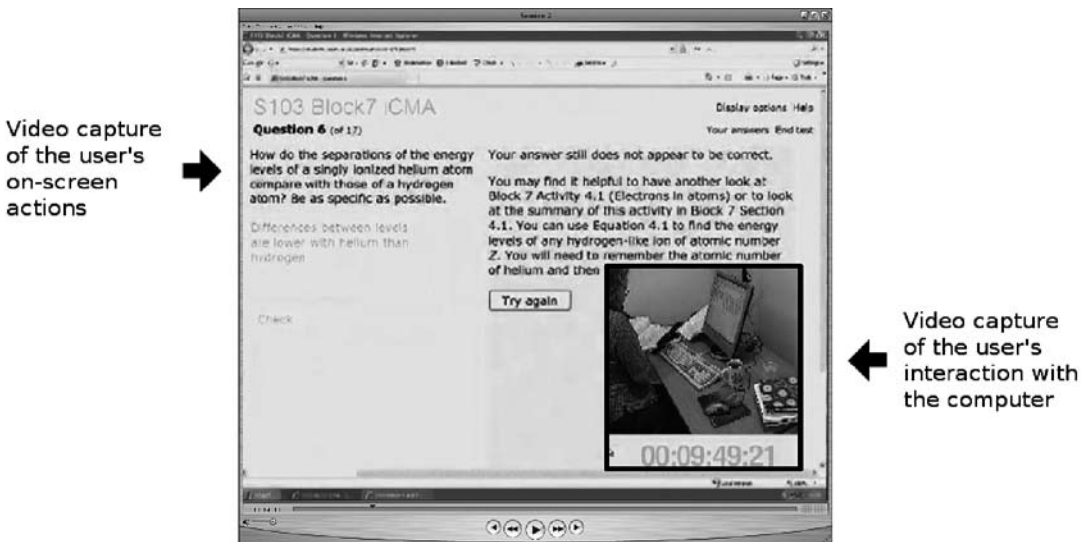 Session 2
Video capture
of the user's
on-screen
actions
S103 Block7 iCMA
Display options Help
Question 6 (of 17)
Your answers End test
How do the separations of the energy
levels of a singly ionized helium atom
compare with those of a hydrogen
atom? Be as specific as possible.
Differences between levels
are lower with helium than
hydrogen
Check
Your answer still does not appear to be correct.
You may find it helpful to have another look at
Block 7 Activity 4.1 (Electrons in atoms) or to look
at the summary of this activity in Block 7 Section
4.1. You can use Equation 4.1 to find the energy
levels of any hydrogen-like ion of atomic number
Z. You will need to remember the atomic number
of helium and then
Try again
00:09:49:21
Video capture
of the user's
interaction with
the computer